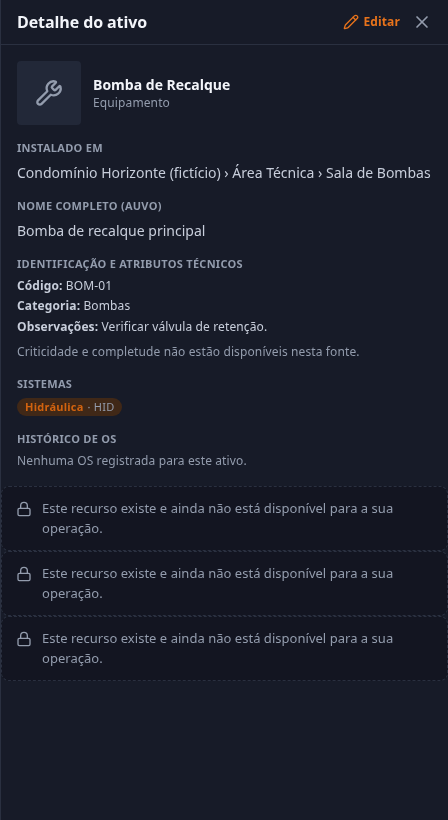 Detalhe do ativo
Editar
Bomba de Recalque
Equipamento
INSTALADO EM
Condomínio Horizonte (fictício) › Área Técnica › Sala de Bombas
NOME COMPLETO (AUVO)
Bomba de recalque principal
IDENTIFICAÇÃO E ATRIBUTOS TÉCNICOS
Código: BOM-01
Categoria: Bombas
Observações: Verificar válvula de retenção.
Criticidade e completude não estão disponíveis nesta fonte.
SISTEMAS
Hidráulica · HID
HISTÓRICO DE OS
Nenhuma OS registrada para este ativo.
Este recurso existe e ainda não está disponível para a sua
operação.
Este recurso existe e ainda não está disponível para a sua
operação.
Este recurso existe e ainda não está disponível para a sua
operação.